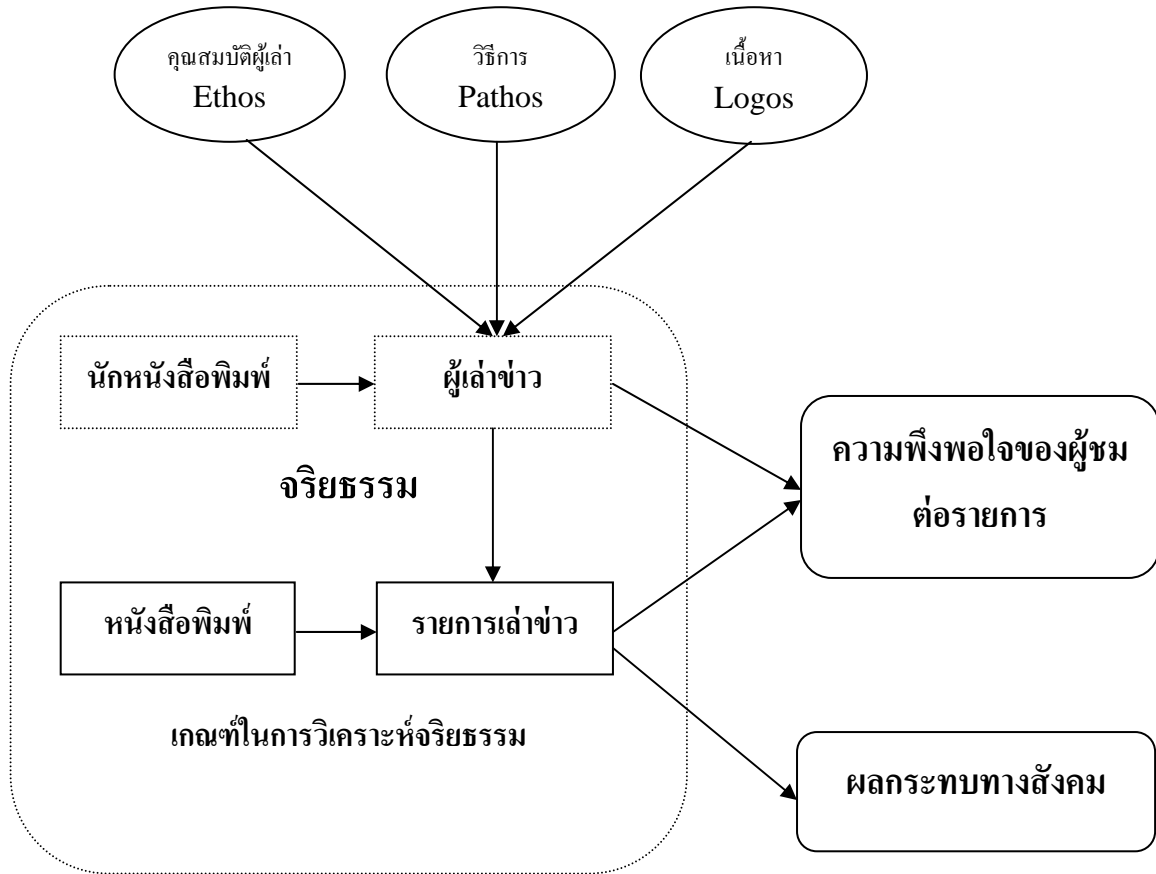 คุณสมบัติผู้เล่า
Ethos
วิธีการ
Pathos
เนื้อหา
Logos
นักหนังสือพิมพ์
ผู้เล่าข่าว
ความพึงพอใจของผู้ชม
ต่อรายการ
จริยธรรม
หนังสือพิมพ์
รายการเล่าข่าว
เกณฑ์ในการวิเคราะห์จริยธรรม
ผลกระทบทางสังคม